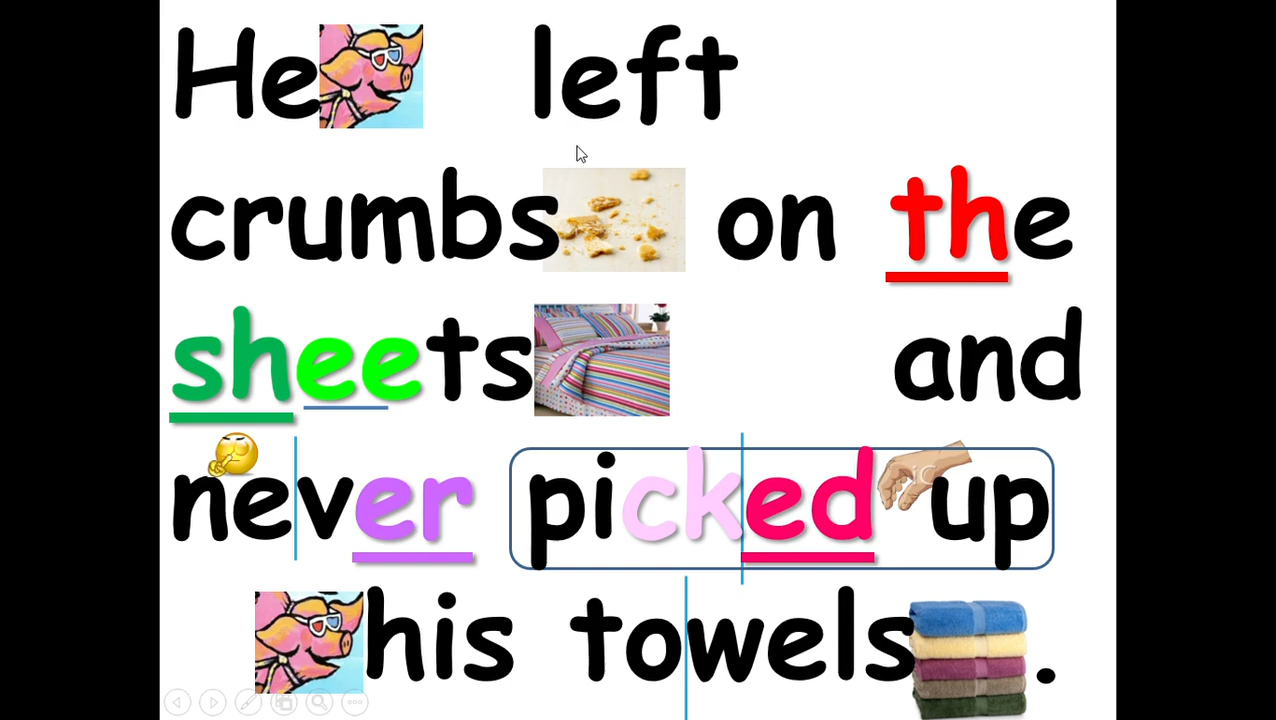 He left
crumbs on the
sheets and
never picked up
his towels.